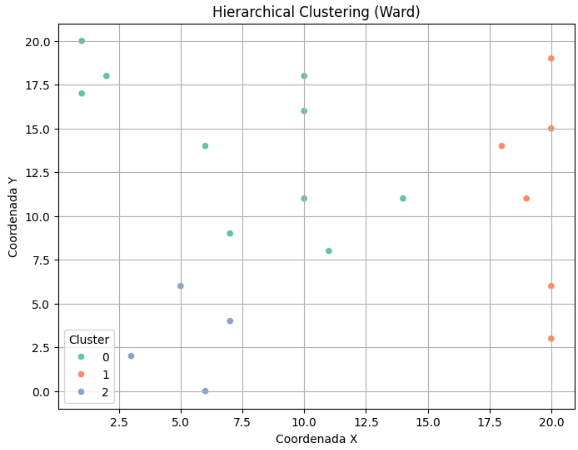 Hierarchical Clustering (Ward)
Coordenada Y
20.0
17.5
15.0
12.5
10.0
7.5
5.0
2.5
0.0
Cluster
0
1
2
2.5 5.0 7.5 10.0 12.5 15.0 17.5 20.0
Coordenada X